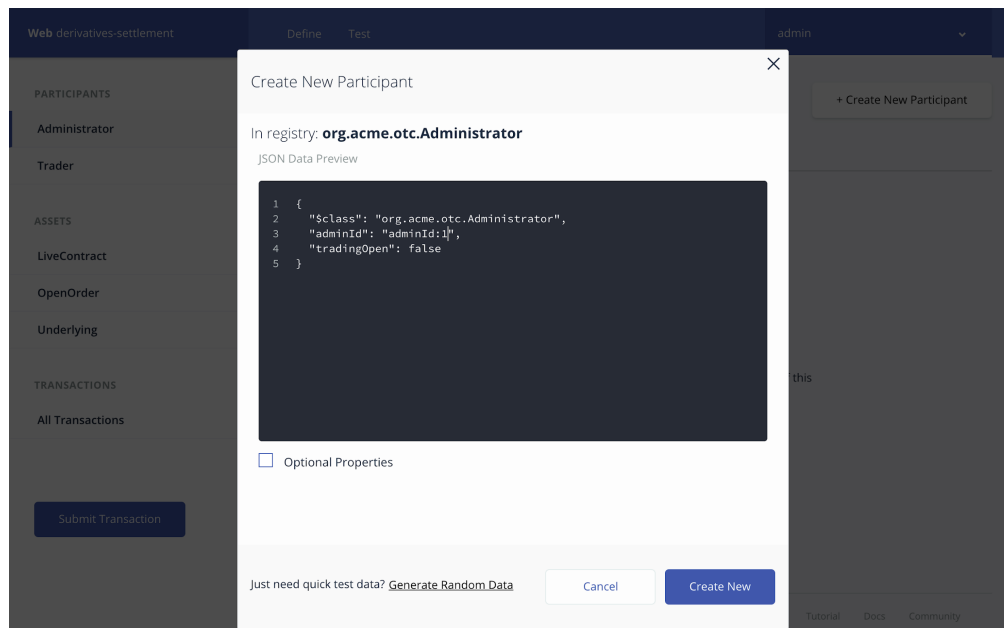 Web derivatives-settlement
Define Test
admin
PARTICIPANTS
Administrator
Trader
ASSETS
LiveContract
OpenOrder
Underlying
TRANSACTIONS
All Transactions
Submit Transaction
+ Create New Participant
this
Create New Participant
In registry: org.acme.otc.Administrator
JSON Data Preview
1 {
2 "$class": "org.acme.otc.Administrator",
3 "adminId": "adminId:1",
4 "tradingOpen": false
5 }
Optional Properties
Just need quick test data? Generate Random Data
Cancel
Create New
Tutorial Docs Community